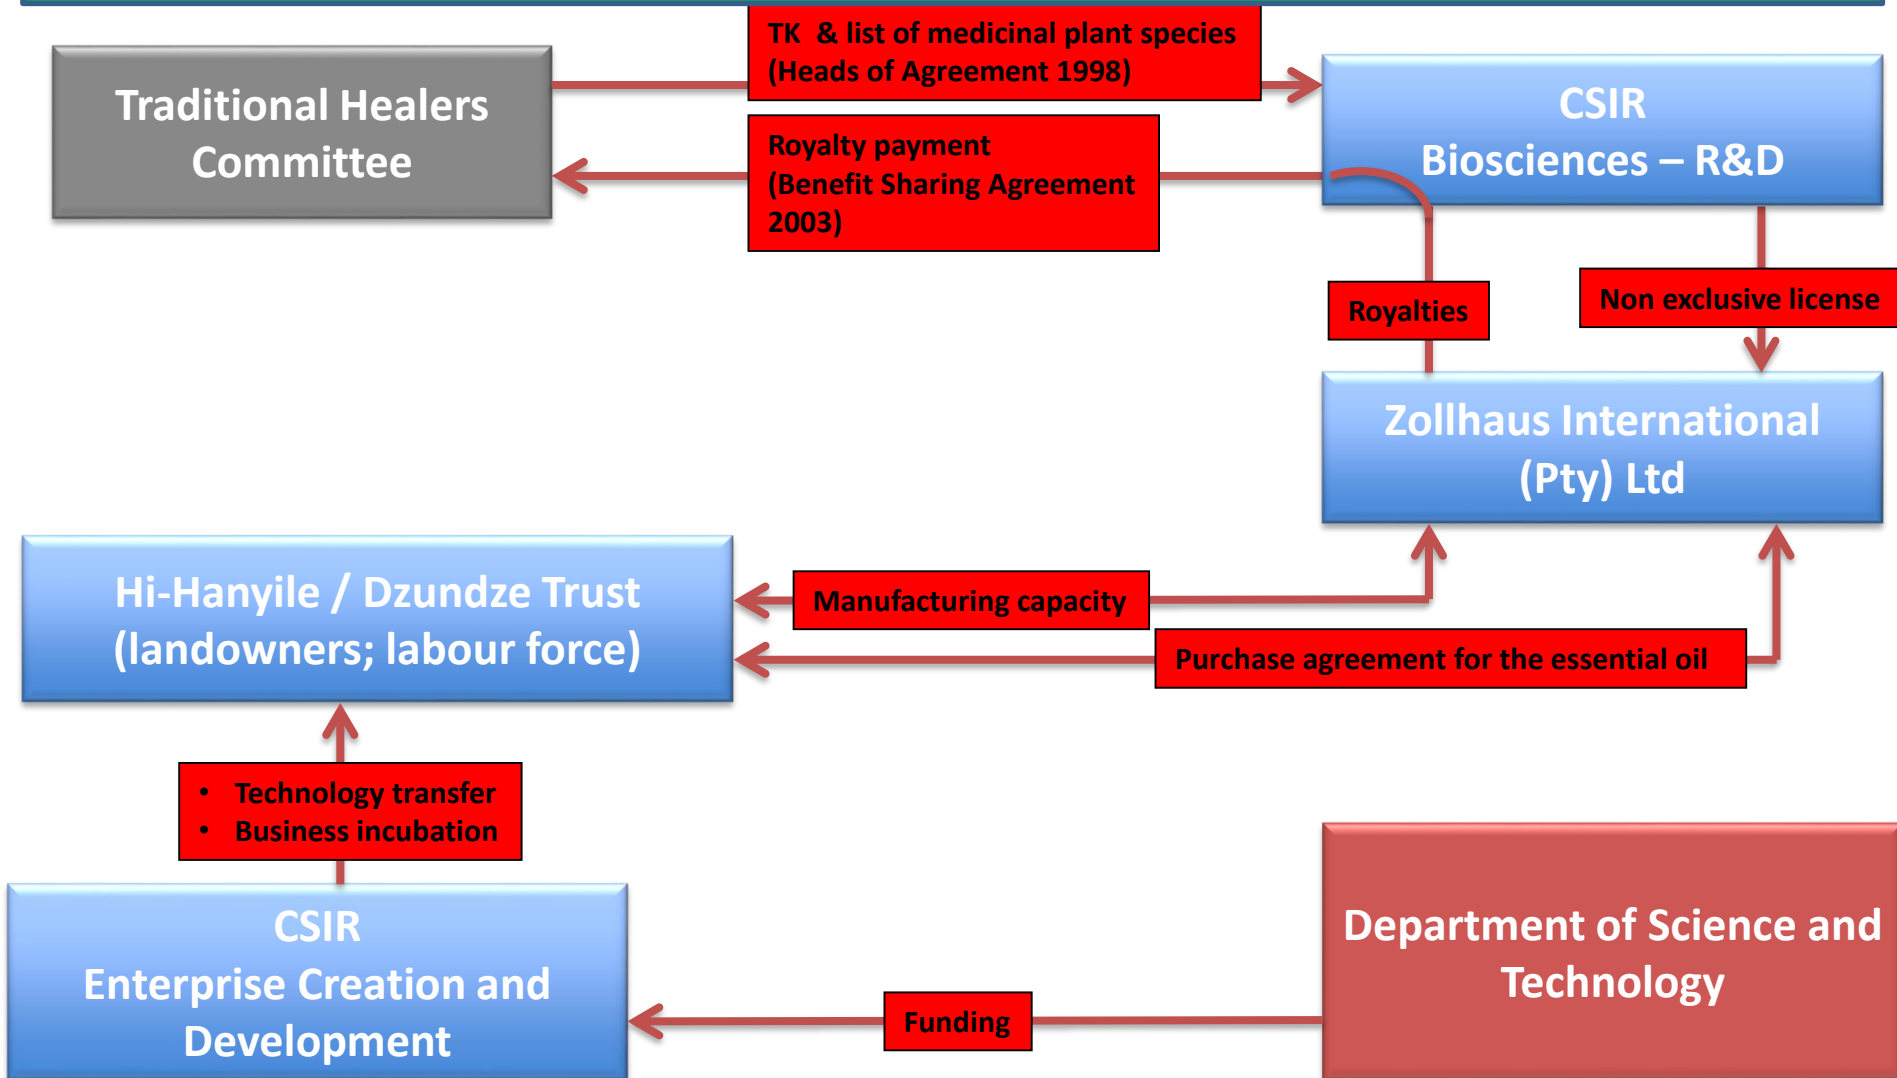 TK & list of medicinal plant species
(Heads of Agreement 1998)
Traditional Healers
Committee
CSIR
Biosciences – R&D
Royalty payment
(Benefit Sharing Agreement
2003)
Royalties
Non exclusive license
Zollhaus International
(Pty) Ltd
Hi-Hanyile / Dzundze Trust
(landowners; labour force)
Manufacturing capacity
Purchase agreement for the essential oil
• Technology transfer
• Business incubation
CSIR
Enterprise Creation and
Development
Funding
Department of Science and
Technology